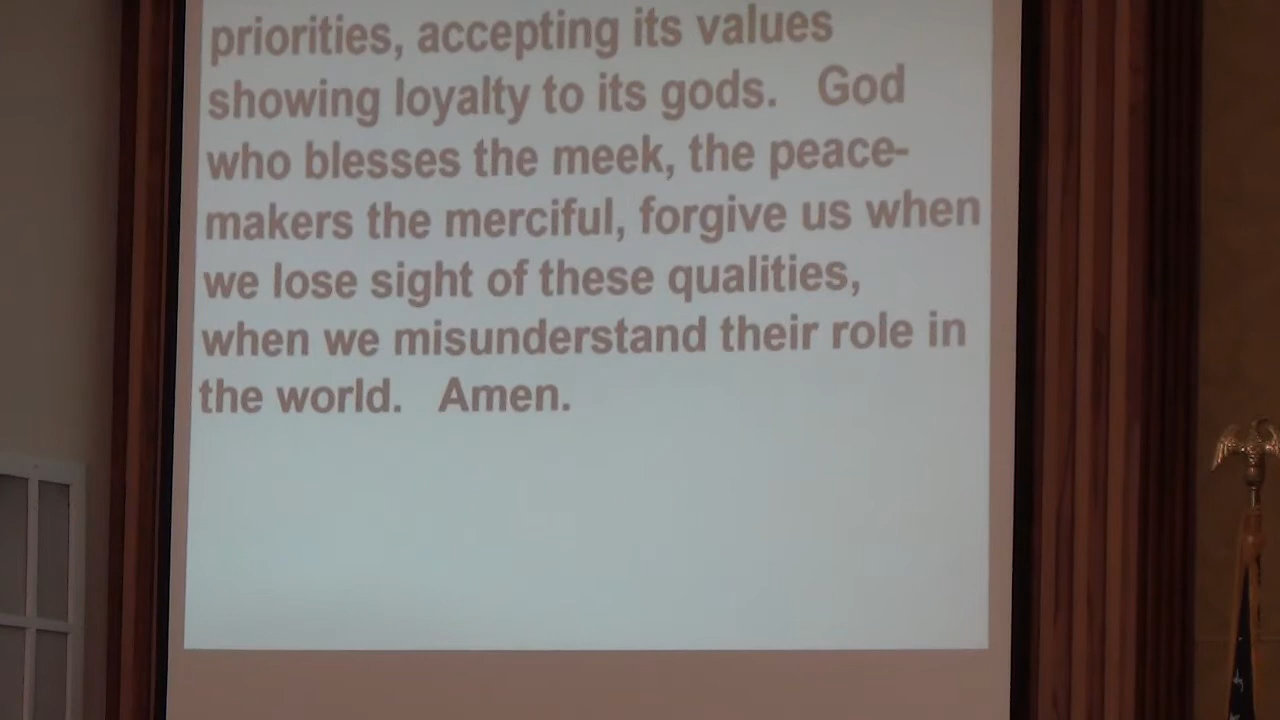 priorities, accepting its values
showing loyalty to its gods.   God
who blesses the meek, the peace-
makers the merciful, forgive us when
we lose sight of these qualities,
when we misunderstand their role in
the world.   Amen.